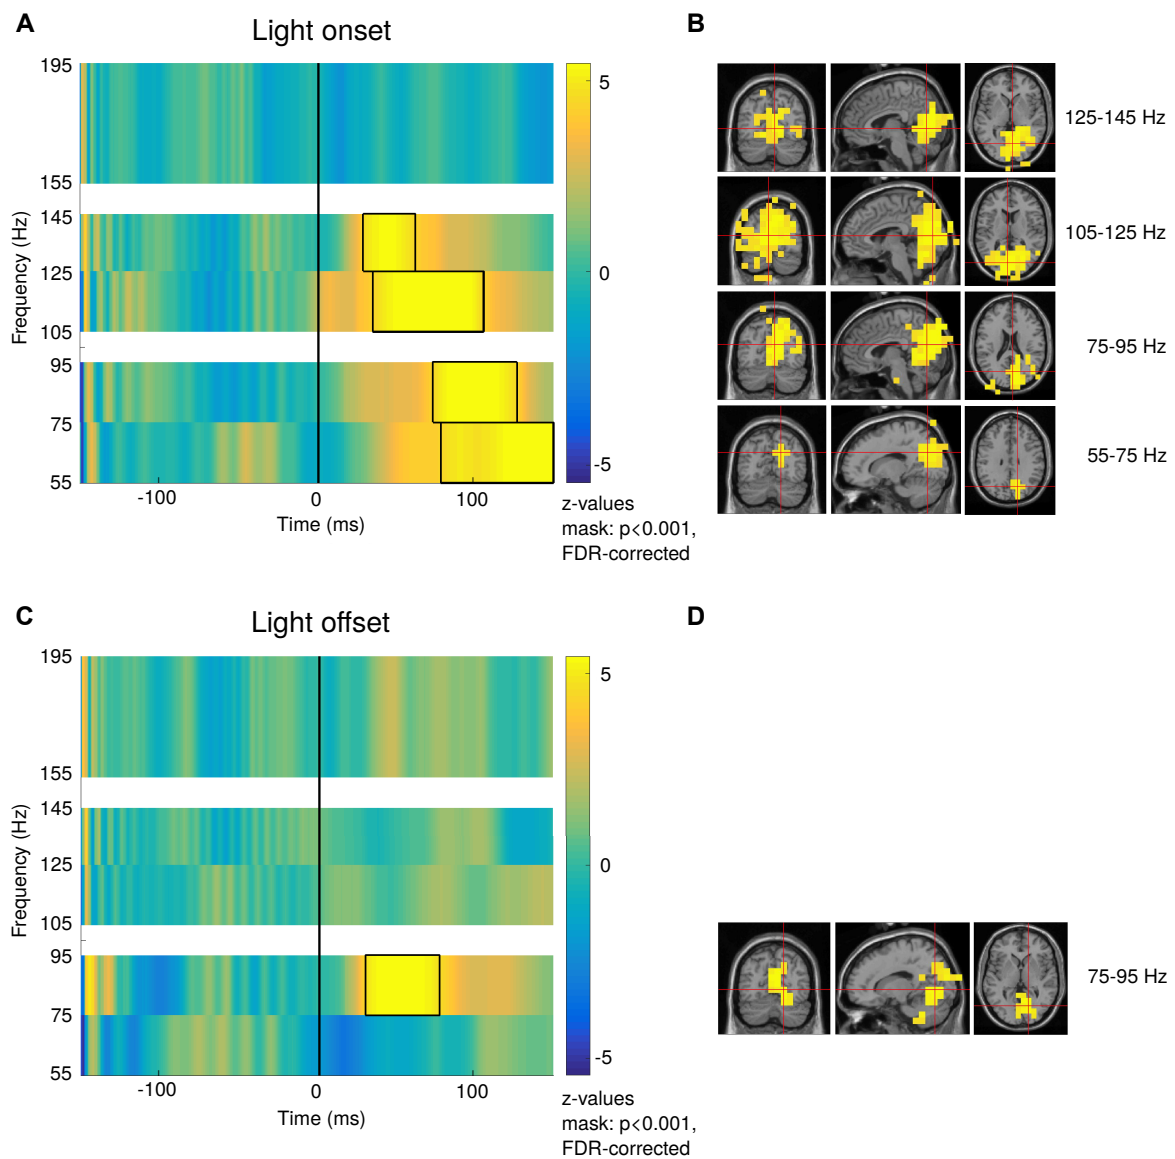 A
Light onset
195
155
145
125
105
95
75
55
Frequency (Hz)
-100
0
100
Time (ms)
5
0
-5
z-values
mask: p<0.001,
FDR-corrected
B
125-145 Hz
105-125 Hz
75-95 Hz
55-75 Hz
C
Light offset
195
155
145
125
105
95
75
55
Frequency (Hz)
-100
0
100
Time (ms)
5
0
-5
z-values
mask: p<0.001,
FDR-corrected
D
75-95 Hz